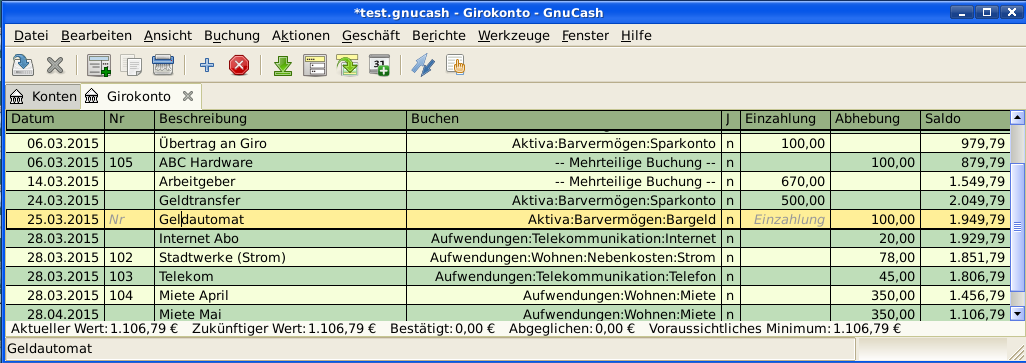 *test.gnucash - Girokonto - GnuCash
Datei Bearbeiten Ansicht Buchung Aktionen Geschäft Berichte Werkzeuge Fenster Hilfe
31
Konten Girokonto
Datum Nr Beschreibung Buchen J Einzahlung Abhebung Saldo
06.03.2015 Übertrag an Giro Aktiva:Barvermögen:Sparkonto n 100,00 979,79
06.03.2015 105 ABC Hardware -- Mehrteilige Buchung -- n 100,00 879,79
14.03.2015 Arbeitgeber -- Mehrteilige Buchung -- n 670,00 1.549,79
24.03.2015 Geldtransfer Aktiva:Barvermögen:Sparkonto n 500,00 2.049,79
25.03.2015 Nr Geldautomat Aktiva:Barvermögen:Bargeld n Einzahlung 100,00 1.949,79
28.03.2015 Internet Abo Aufwendungen:Telekommunikation:Internet n 20,00 1.929,79
28.03.2015 102 Stadtwerke (Strom) Aufwendungen:Wohnen:Nebenkosten:Strom n 78,00 1.851,79
28.03.2015 103 Telekom Aufwendungen:Telekommunikation:Telefon n 45,00 1.806,79
28.03.2015 104 Miete April Aufwendungen:Wohnen:Miete n 350,00 1.456,79
28.04.2015 Miete Mai Aufwendungen:Wohnen:Miete n 350,00 1.106,79
Aktueller Wert: 1.106,79 € Zukünftiger Wert: 1.106,79 € Bestätigt: 0,00 € Abgeglichen: 0,00 € Voraussichtliches Minimum: 1.106,79 €
Geldautomat